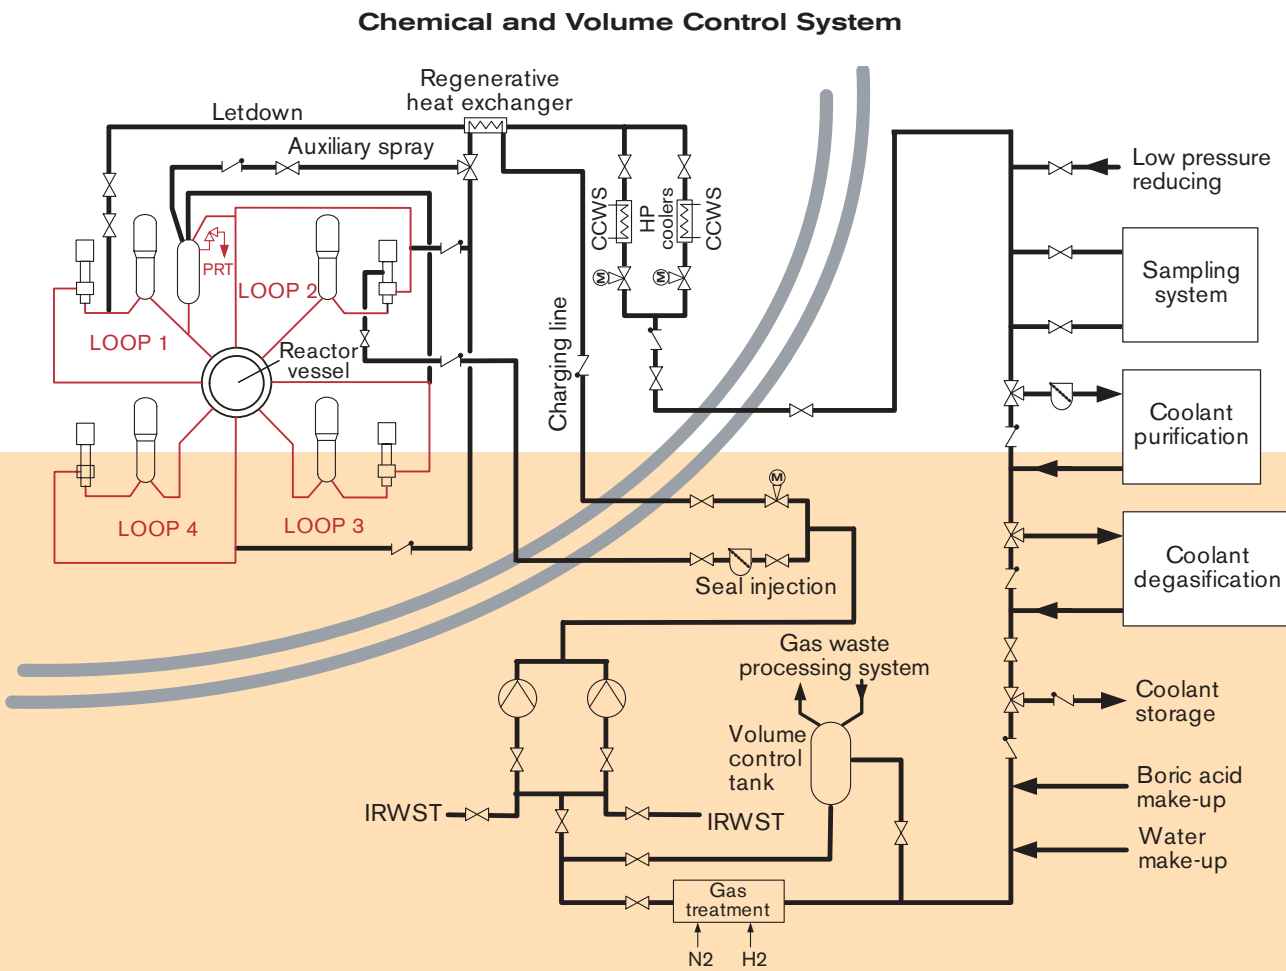 Chemical and Volume Control System
Regenerative
heat exchanger
Letdown
Auxiliary spray
Low pressure
reducing
CCWS
HP
coolers
CCWS
Sampling
system
PRT
M
M
LOOP 2
LOOP 1
Reactor
vessel
Charging line
Coolant
purification
LOOP 4
LOOP 3
M
Seal injection
Coolant
degasification
Gas waste
processing system
Coolant
storage
Volume
control
tank
Boric acid
make-up
IRWST
IRWST
Water
make-up
Gas
treatment
N2
H2